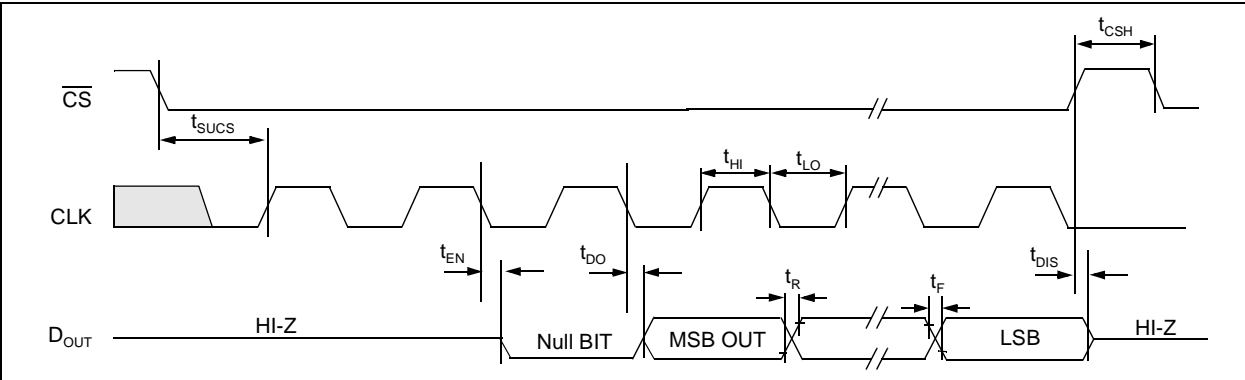 tCSH
CS
tSUCS
tHI
tLO
CLK
tEN
tDO
tR
tF
tDIS
DOUT
HI-Z
Null BIT
MSB OUT
LSB
HI-Z